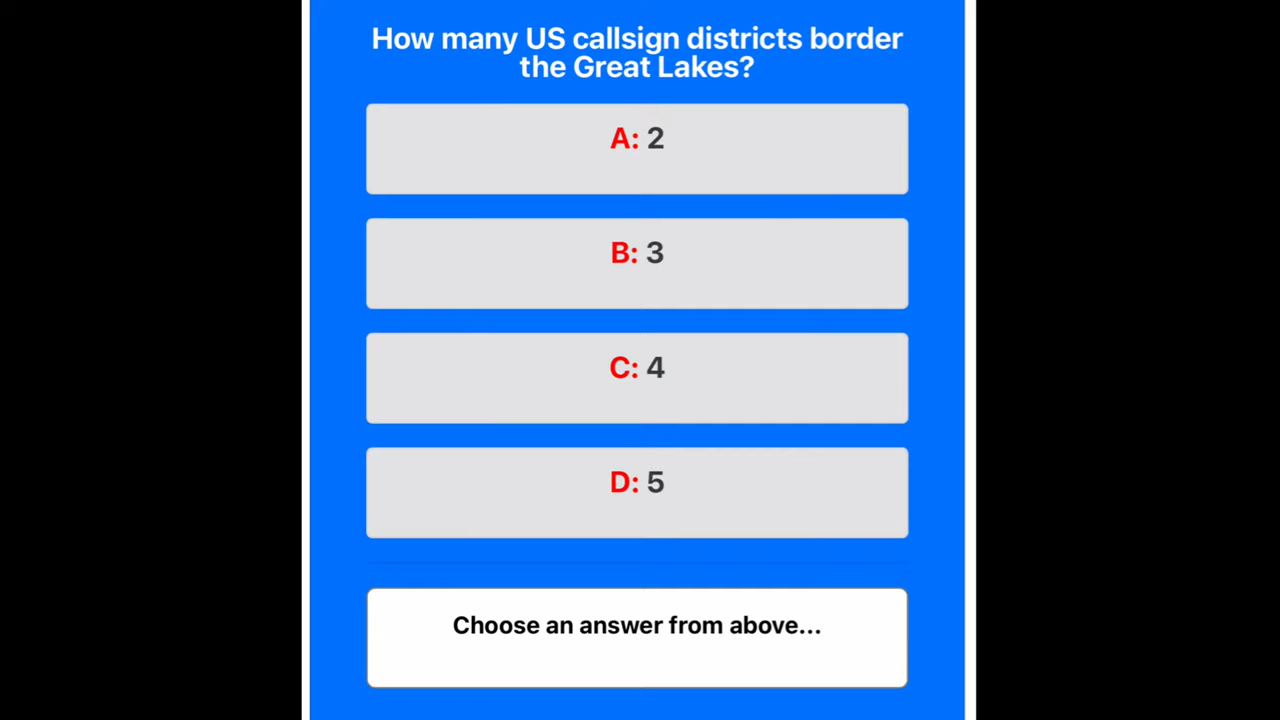 How many US callsign districts border
the Great Lakes?
A: 2
B: 3
C: 4
D: 5
Choose an answer from above...